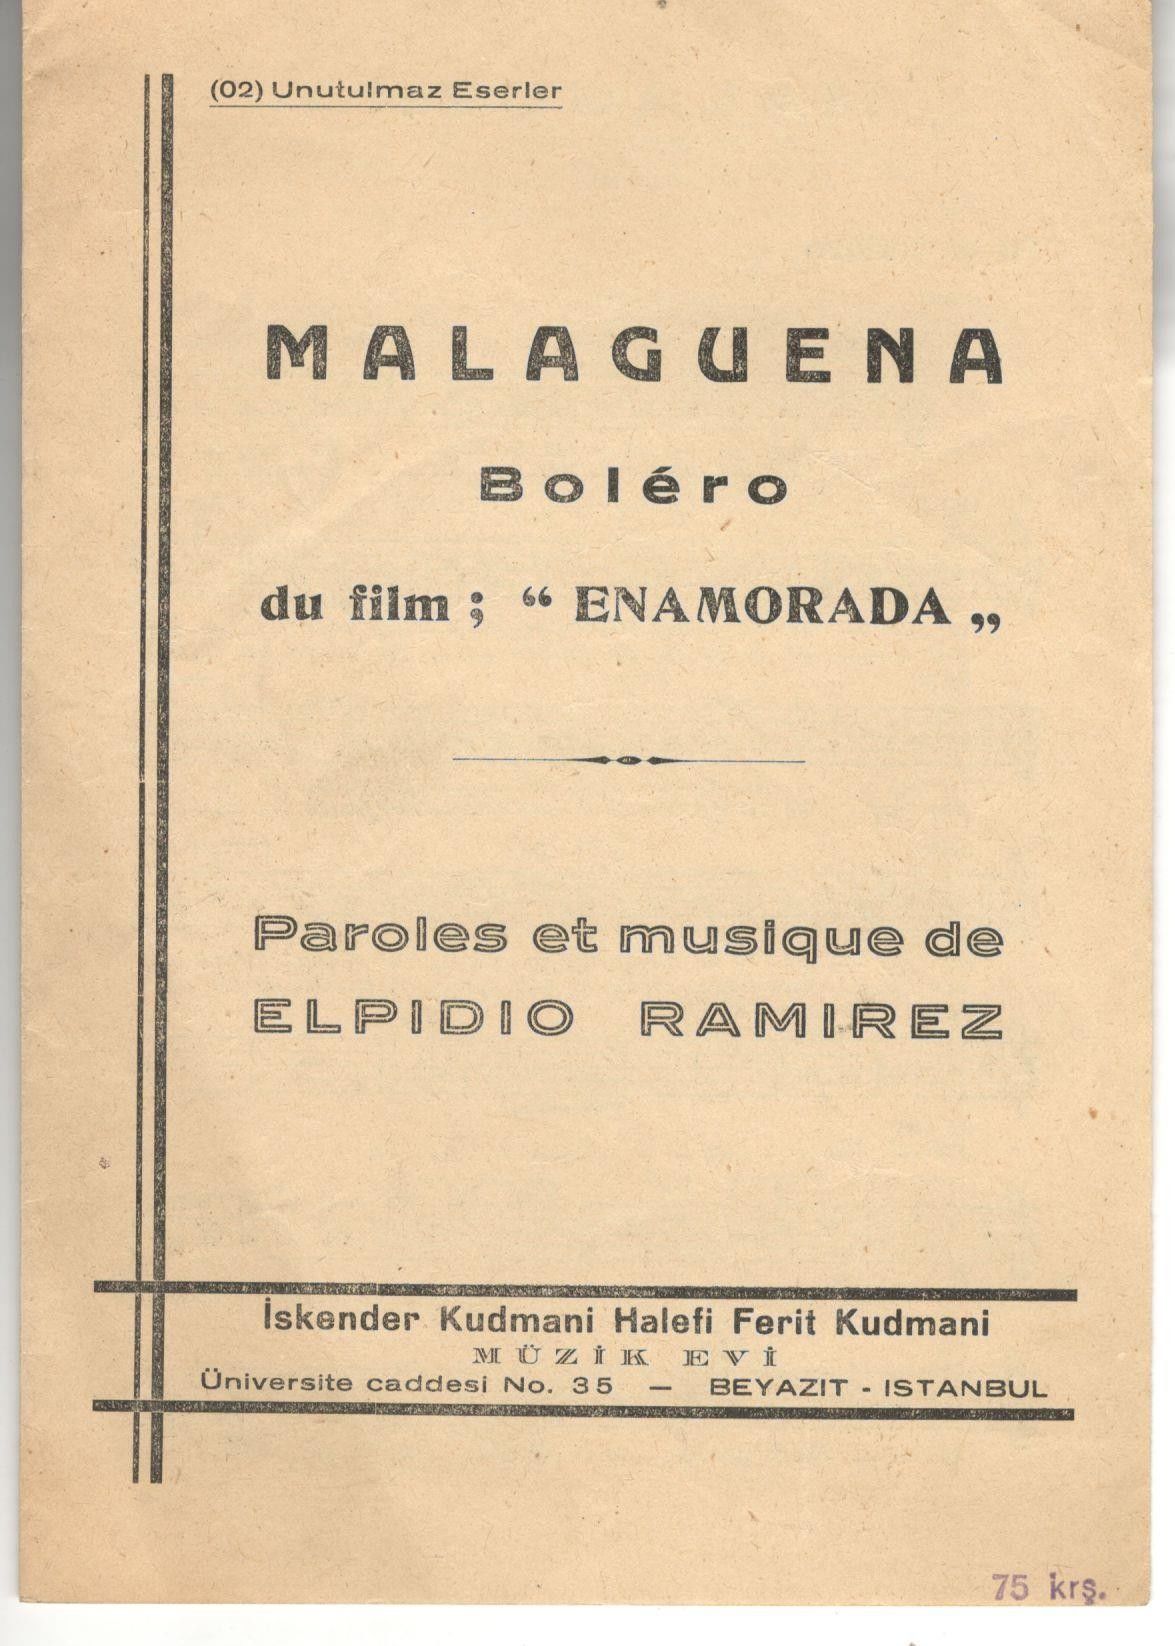 (02) Unutulmaz Eserler
MALAGUENA
Boléro
du film ; “ ENAMORADA „
Paroles et musique de
ELPIDIO RAMIREZ
İskender Kudmani Halefi Ferit Kudmani
MÜZİK EVİ
Üniversite caddesi No. 35 — BEYAZIT - ISTANBUL
75 krş.